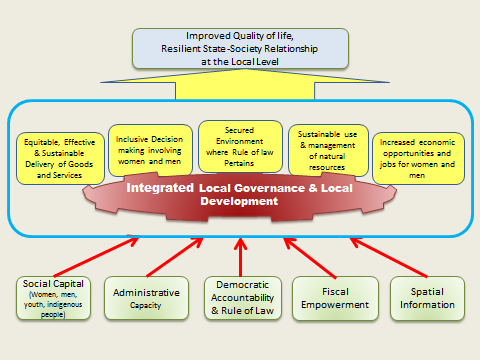 Improved Quality of life,
Resilient State-Society Relationship
at the Local Level
Equitable, Effective
& Sustainable
Delivery of Goods
and Services
Inclusive Decision
making involving
women and men
Secured
Environment
where Rule of law
Pertains
Sustainable use
& management
of natural
resources
Increased economic
opportunities and
jobs for women and
men
Integrated Local Governance & Local
Development
Social Capital
(Women, men,
youth, indigenous
people)
Administrative
Capacity
Democratic
Accountability
& Rule of Law
Fiscal
Empowerment
Spatial
Information